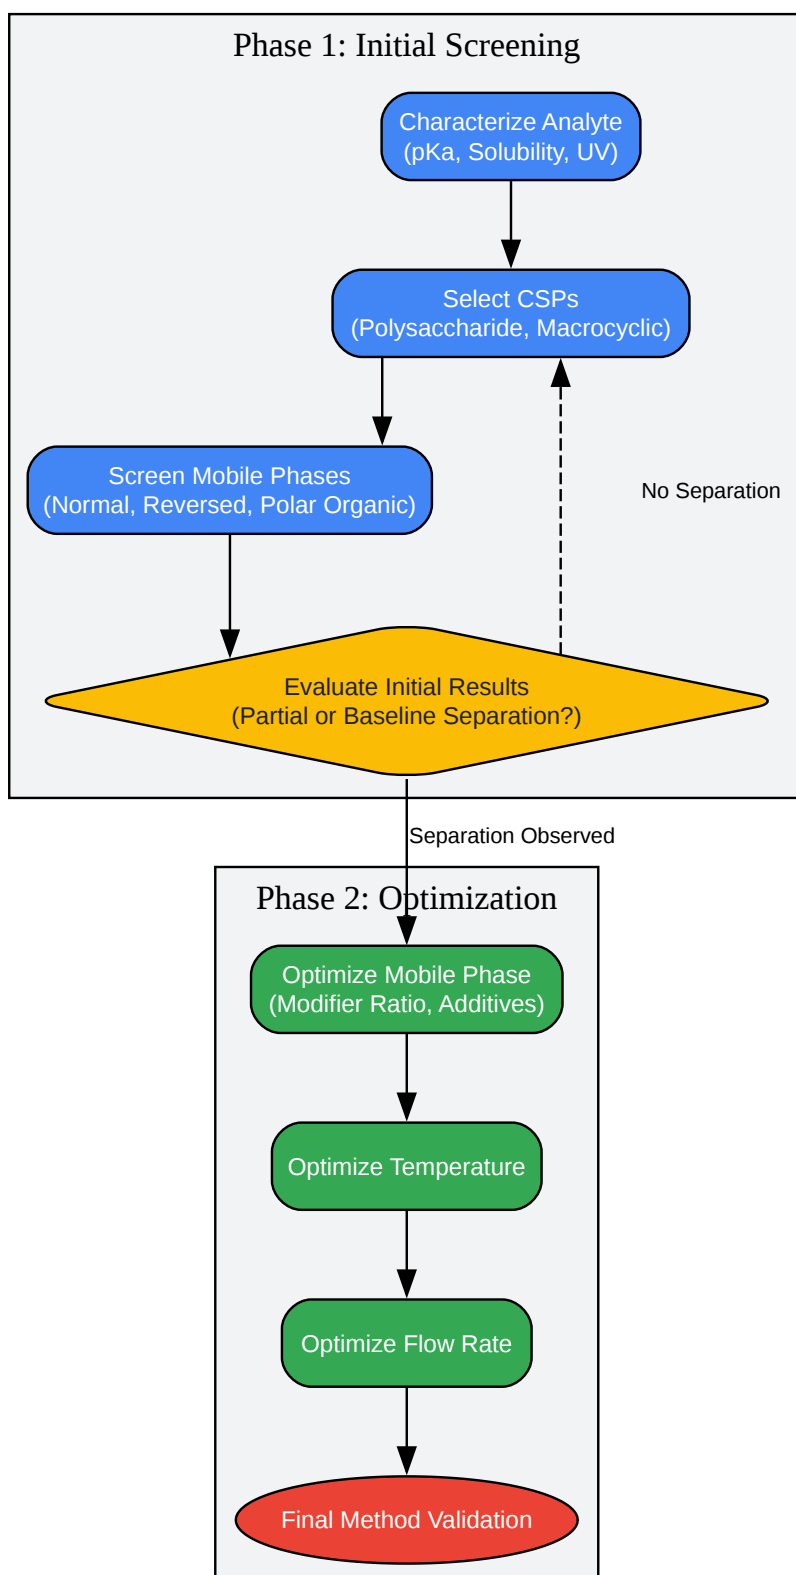 Phase 1: Initial Screening
Characterize Analyte
(pKa, Solubility, UV)
Select CSPs
(Polysaccharide, Macrocyclic)
Screen Mobile Phases
(Normal, Reversed, Polar Organic)
No Separation
Evaluate Initial Results
(Partial or Baseline Separation?)
Separation Observed
Phase 2: Optimization
Optimize Mobile Phase
(Modifier Ratio, Additives)
Optimize Temperature
Optimize Flow Rate
Final Method Validation